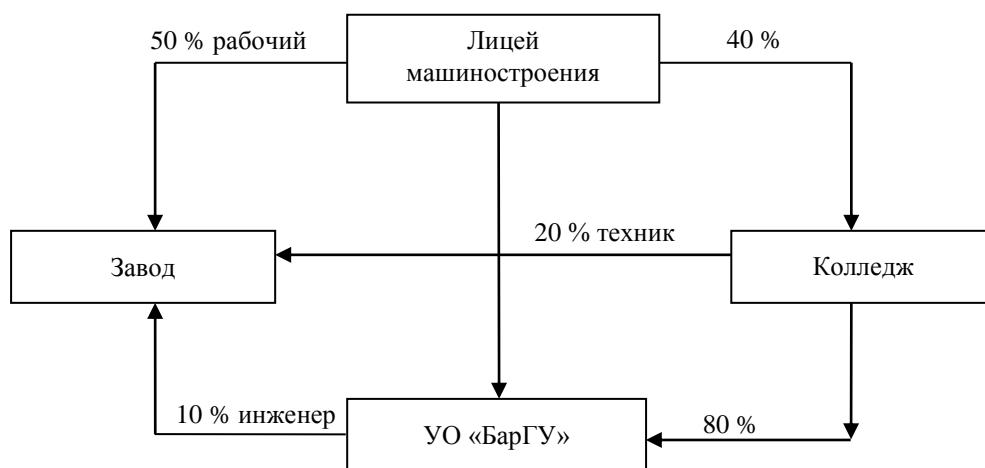 50 % рабочий
Лицей
машиностроения
40 %
20 % техник
Завод
Колледж
10 % инженер
УО «БарГУ»
80 %